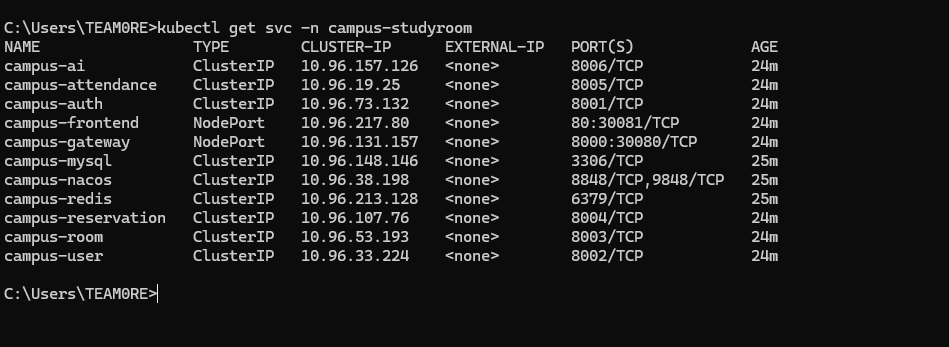 C:\Users\TEAM0RE>kubectl get svc -n campus-studyroom
NAME TYPE CLUSTER-IP EXTERNAL-IP PORT(S) AGE
campus-ai ClusterIP 10.96.157.126 <none> 8006/TCP 24m
campus-attendance ClusterIP 10.96.19.25 <none> 8005/TCP 24m
campus-auth ClusterIP 10.96.73.132 <none> 8001/TCP 24m
campus-frontend NodePort 10.96.217.80 <none> 80:30081/TCP 24m
campus-gateway NodePort 10.96.131.157 <none> 8000:30080/TCP 24m
campus-mysql ClusterIP 10.96.148.146 <none> 3306/TCP 25m
campus-nacos ClusterIP 10.96.38.198 <none> 8848/TCP,9848/TCP 25m
campus-redis ClusterIP 10.96.213.128 <none> 6379/TCP 25m
campus-reservation ClusterIP 10.96.107.76 <none> 8004/TCP 24m
campus-room ClusterIP 10.96.53.193 <none> 8003/TCP 24m
campus-user ClusterIP 10.96.33.224 <none> 8002/TCP 24m
C:\Users\TEAM0RE>